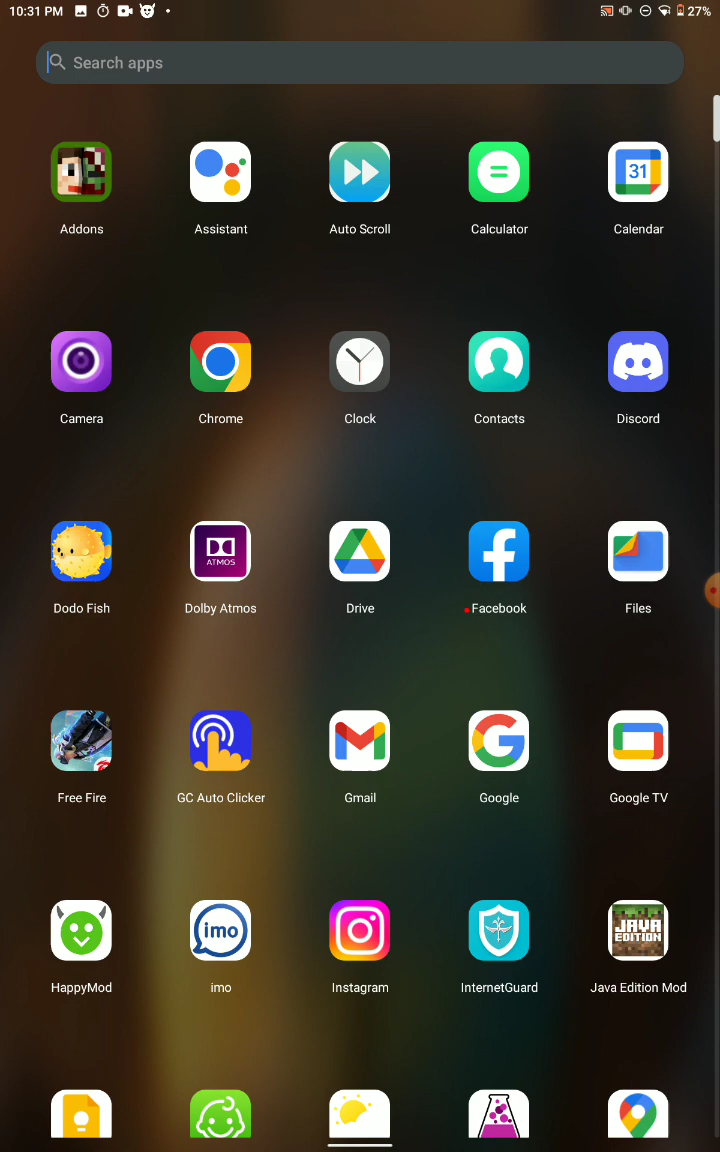 10:31 PM
27%
Search apps
31
Addons
Assistant
Auto Scroll
Calculator
Calendar
Camera
Chrome
Clock
Contacts
Discord
ATMOS
Dodo Fish
Dolby Atmos
Drive
Facebook
Files
Free Fire
GC Auto Clicker
Gmail
Google
Google TV
imo
JAVA
EDITION
HappyMod
imo
Instagram
InternetGuard
Java Edition Mod